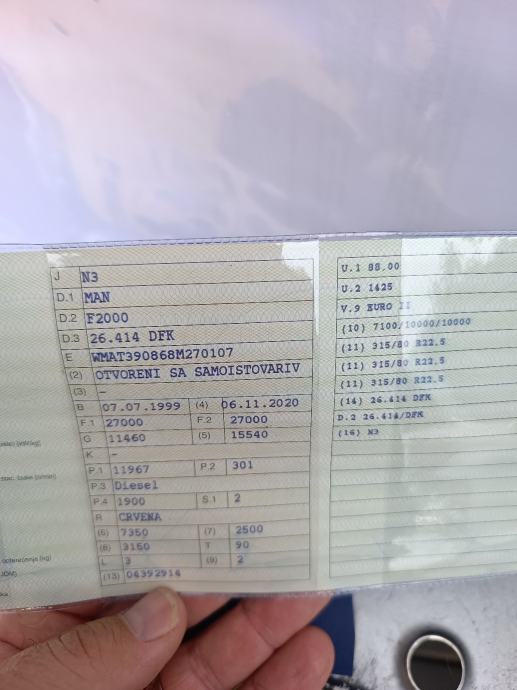 J N3
D.1 MAN
D.2 F2000
D.3 26.414 DFK
E WMAT390868M270107
(2) OTVORENI SA SAMOISTOVARIV
(3) –
B 07.07.1999 (4) 06.11.2020
F.1 27000 F.2 27000
G 11460 (5) 15540
K –
P.1 11967 P.2 301
P.3 Diesel
P.4 1900 S.1 2
R CRVENA
(6) 7350 (7) 2500
(8) 3150 T 90
L 3 (9) 2
(13) 04392914
U.1 88.00
U.2 1425
V.9 EURO II
(10) 7100/10000/10000
(11) 315/80 R22.5
(11) 315/80 R22.5
(11) 315/80 R22.5
(14) 26.414 DFK
D.2 26.414/DFK
(16) N3